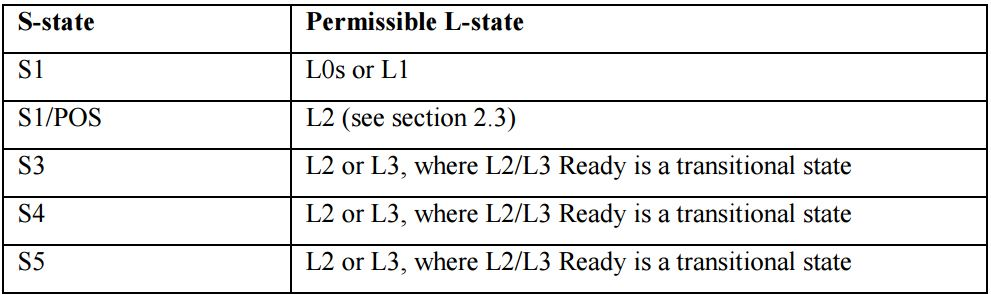 S-state Permissible L-state
S1 L0s or L1
S1/POS L2 (see section 2.3)
S3 L2 or L3, where L2/L3 Ready is a transitional state
S4 L2 or L3, where L2/L3 Ready is a transitional state
S5 L2 or L3, where L2/L3 Ready is a transitional state